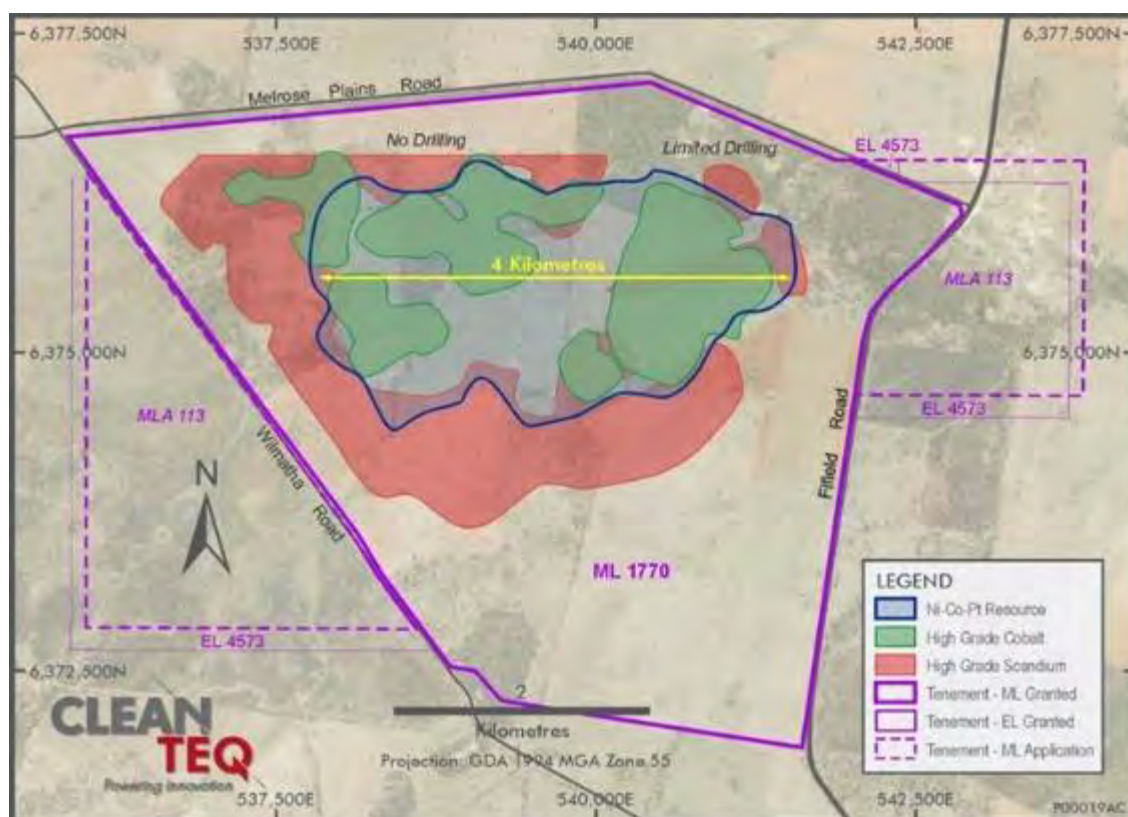 6,377,500N 537,500E 540,000E 542,500E 6,377,500N
Melrose Plains Road
No Drilling
Limited Drilling
EL 4573
4 Kilometres
MLA 113
6,375,000N
6,375,000N
EL 4573
MLA 113
Wilmatha Road
Fifield Road
N
ML 1770
EL 4573
6,372,500N
6,372,500N
LEGEND
Ni-Co-Pt Resource
High Grade Cobalt
High Grade Scandium
Tenement - ML Granted
Tenement - EL Granted
Tenement - ML Application
CLEAN
TEQ
Powering innovation
2
Kilometres
Projection: GDA 1994 MGA Zone 55
537,500E 540,000E 542,500E
P00019AC